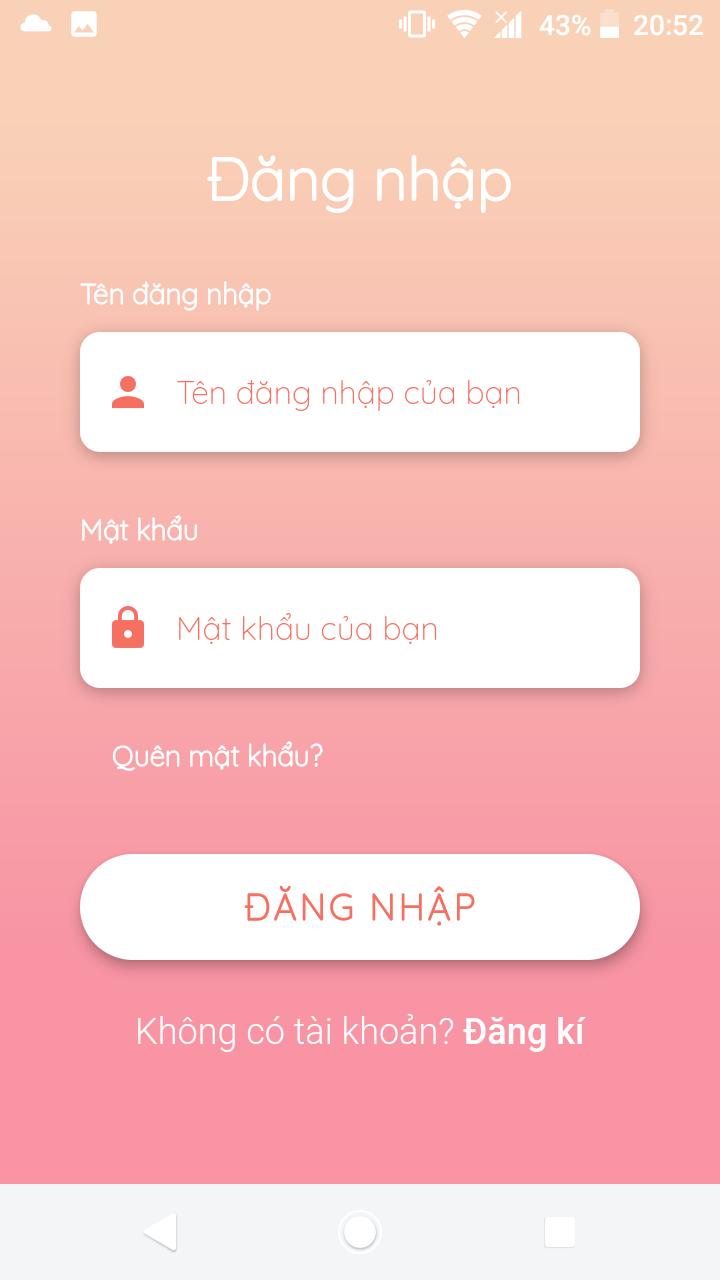 43% 20:52
Đăng nhập
Tên đăng nhập
Tên đăng nhập của bạn
Mật khẩu
Mật khẩu của bạn
Quên mật khẩu?
ĐĂNG NHẬP
Không có tài khoản? Đăng kí